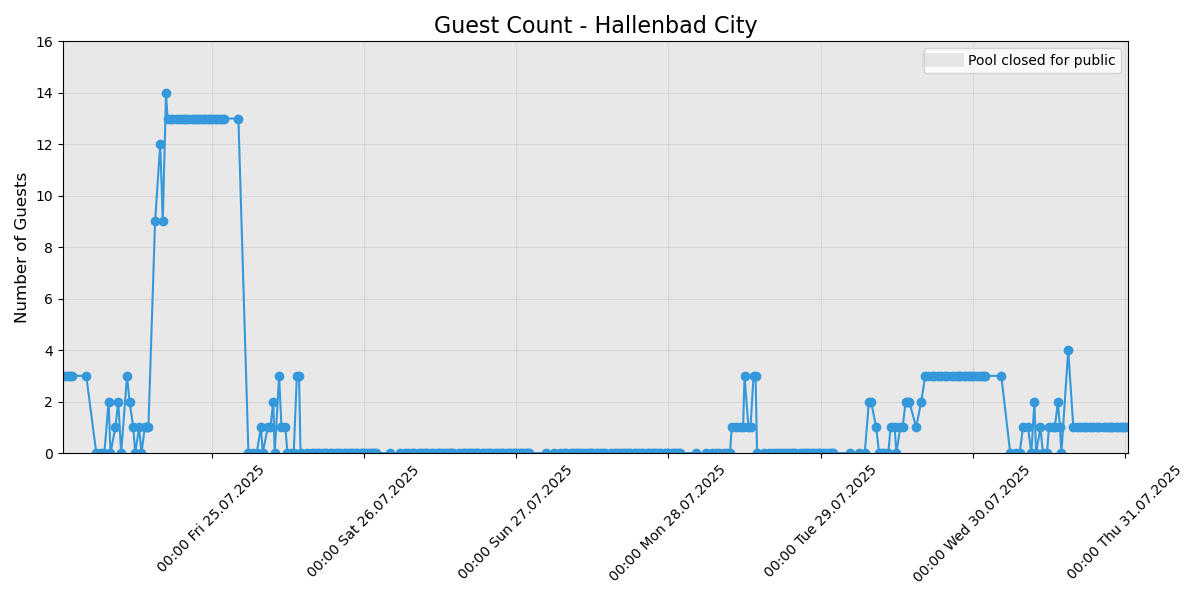 Guest Count - Hallenbad City
Pool closed for public
Number of Guests
16
14
12
10
8
6
4
2
0
00:00 Fri 25.07.2025
00:00 Sat 26.07.2025
00:00 Sun 27.07.2025
00:00 Mon 28.07.2025
00:00 Tue 29.07.2025
00:00 Wed 30.07.2025
00:00 Thu 31.07.2025